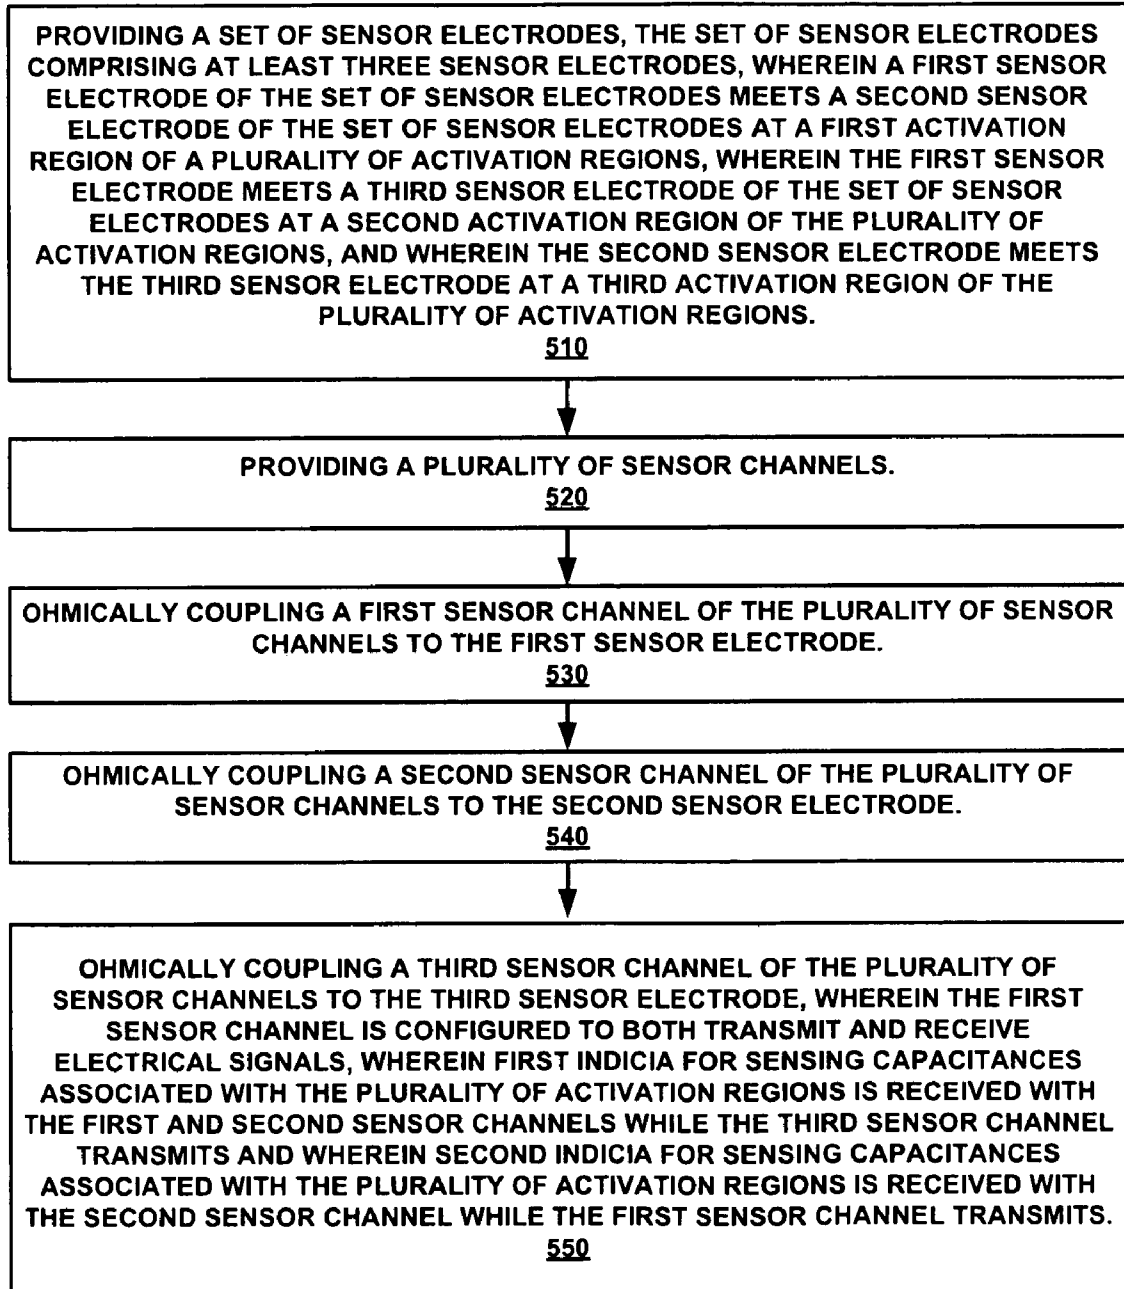 PROVIDING A SET OF SENSOR ELECTRODES, THE SET OF SENSOR ELECTRODES
COMPRISING AT LEAST THREE SENSOR ELECTRODES, WHEREIN A FIRST SENSOR
ELECTRODE OF THE SET OF SENSOR ELECTRODES MEETS A SECOND SENSOR
ELECTRODE OF THE SET OF SENSOR ELECTRODES AT A FIRST ACTIVATION
REGION OF A PLURALITY OF ACTIVATION REGIONS, WHEREIN THE FIRST SENSOR
ELECTRODE MEETS A THIRD SENSOR ELECTRODE OF THE SET OF SENSOR
ELECTRODES AT A SECOND ACTIVATION REGION OF THE PLURALITY OF
ACTIVATION REGIONS, AND WHEREIN THE SECOND SENSOR ELECTRODE MEETS
THE THIRD SENSOR ELECTRODE AT A THIRD ACTIVATION REGION OF THE
PLURALITY OF ACTIVATION REGIONS.
510
PROVIDING A PLURALITY OF SENSOR CHANNELS.
520
OHMICALLY COUPLING A FIRST SENSOR CHANNEL OF THE PLURALITY OF SENSOR
CHANNELS TO THE FIRST SENSOR ELECTRODE.
530
OHMICALLY COUPLING A SECOND SENSOR CHANNEL OF THE PLURALITY OF
SENSOR CHANNELS TO THE SECOND SENSOR ELECTRODE.
540
OHMICALLY COUPLING A THIRD SENSOR CHANNEL OF THE PLURALITY OF
SENSOR CHANNELS TO THE THIRD SENSOR ELECTRODE, WHEREIN THE FIRST
SENSOR CHANNEL IS CONFIGURED TO BOTH TRANSMIT AND RECEIVE
ELECTRICAL SIGNALS, WHEREIN FIRST INDICIA FOR SENSING CAPACITANCES
ASSOCIATED WITH THE PLURALITY OF ACTIVATION REGIONS IS RECEIVED WITH
THE FIRST AND SECOND SENSOR CHANNELS WHILE THE THIRD SENSOR CHANNEL
TRANSMITS AND WHEREIN SECOND INDICIA FOR SENSING CAPACITANCES
ASSOCIATED WITH THE PLURALITY OF ACTIVATION REGIONS IS RECEIVED WITH
THE SECOND SENSOR CHANNEL WHILE THE FIRST SENSOR CHANNEL TRANSMITS.
550